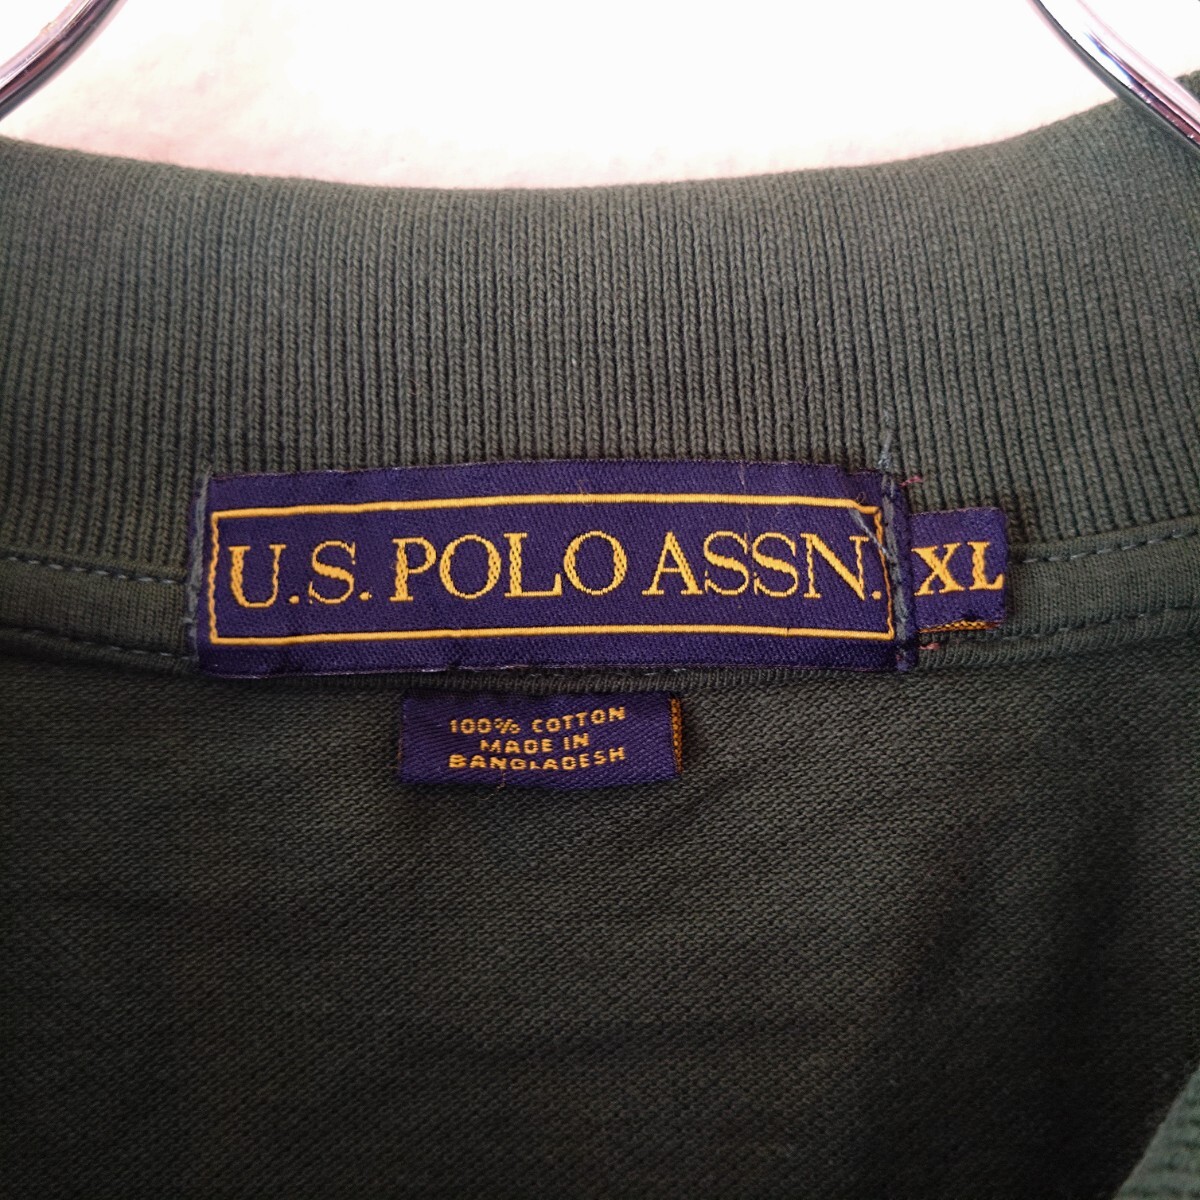 U.S. POLO ASSN.
XL
100% COTTON
MADE IN
BANGLADESH